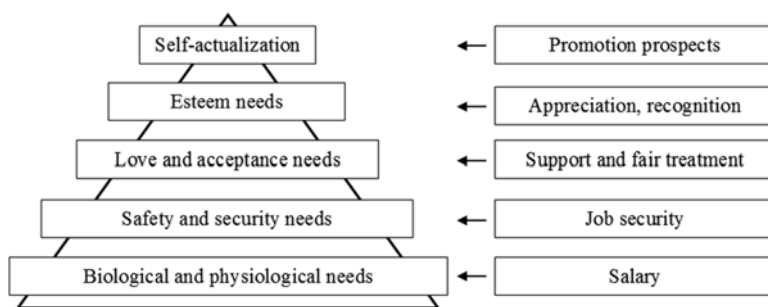 Self-actualization
Promotion prospects
Esteem needs
Appreciation, recognition
Love and acceptance needs
Support and fair treatment
Safety and security needs
Job security
Biological and physiological needs
Salary